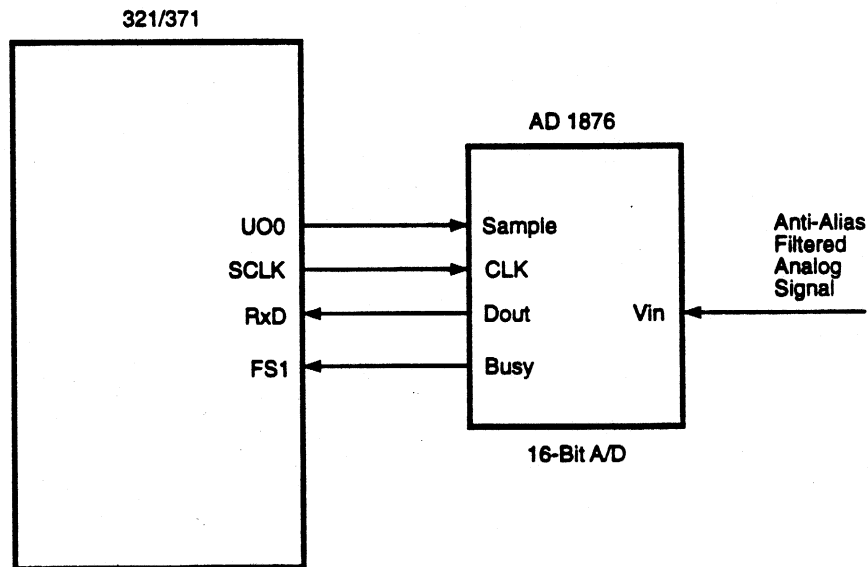 321/371
AD 1876
UO0
SCLK
RxD
FS1
Sample
CLK
Dout
Busy
Vin
Anti-Alias
Filtered
Analog
Signal
16-Bit A/D